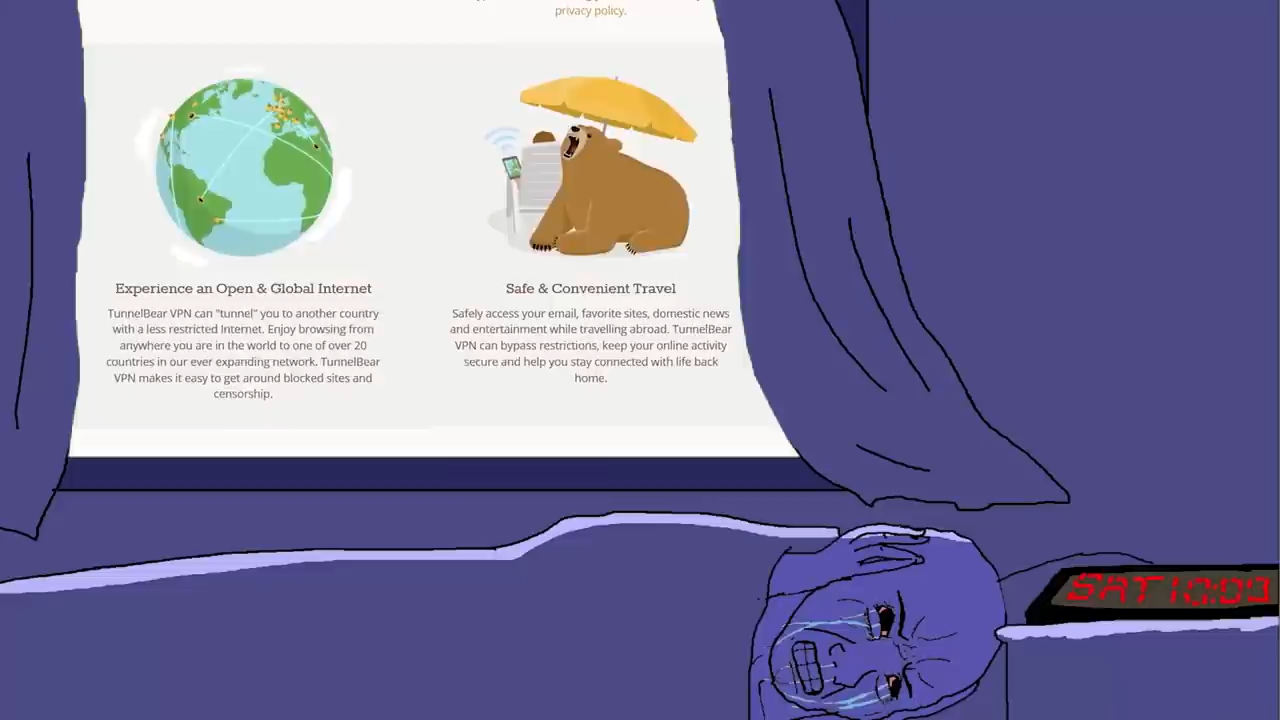 privacy policy.
Experience an Open & Global Internet
TunnelBear VPN can "tunnel" you to another country
with a less restricted Internet. Enjoy browsing from
anywhere you are in the world to one of over 20
countries in our ever expanding network. TunnelBear
VPN makes it easy to get around blocked sites and
censorship.
Safe & Convenient Travel
Safely access your email, favorite sites, domestic news
and entertainment while travelling abroad. TunnelBear
VPN can bypass restrictions, keep your online activity
secure and help you stay connected with life back
home.
SAT 10:00